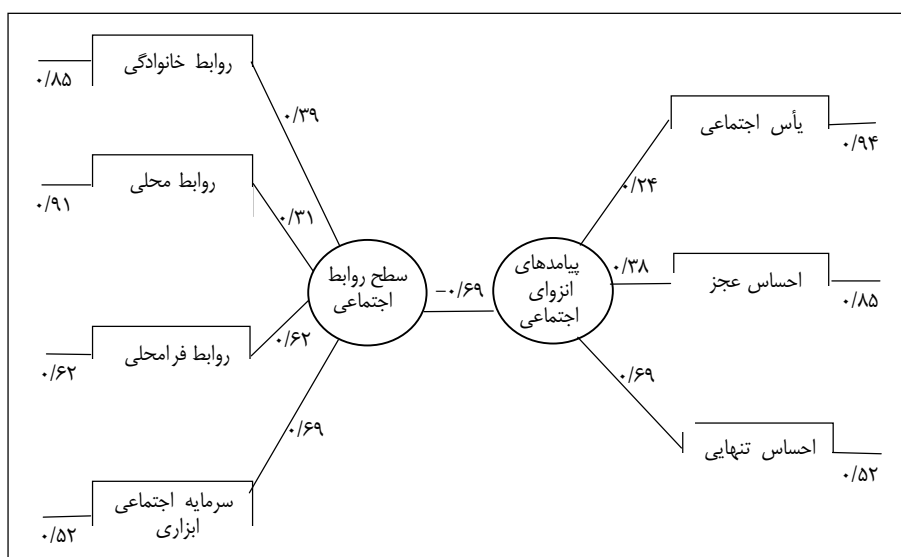 روابط خانوادگی
۰/۸۵
۰/۳۹
یأس اجتماعی
۰/۹۴
۰/۲۴
روابط محلی
۰/۹۱
۰/۳۱
سطح روابط
اجتماعی
-۰/۶۹
پیامدهای
انزوای
اجتماعی
۰/۳۸
احساس عجز
۰/۸۵
روابط فرامحلی
۰/۶۲
۰/۶۲
۰/۶۹
احساس تنهایی
۰/۵۲
۰/۶۹
سرمایه اجتماعی
ابزاری
۰/۵۲